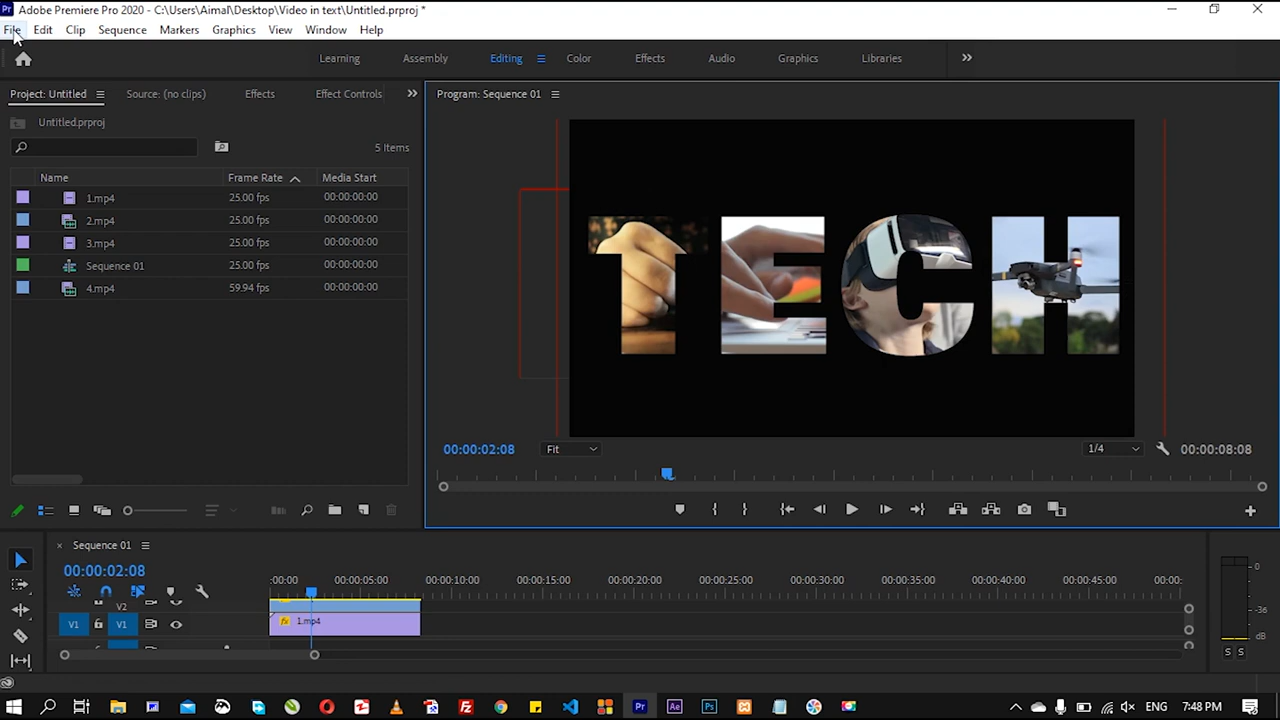 Pr Adobe Premiere Pro 2020 - C:\Users\Aimal\Desktop\Video in text\Untitled.prproj *
File Edit Clip Sequence Markers Graphics View Window Help
Learning Assembly Editing Color Effects Audio Graphics Libraries
Project: Untitled Source: (no clips) Effects Effect Controls
Program: Sequence 01
Untitled.prproj
5 Items
Name Frame Rate Media Start
1.mp4 25.00 fps 00:00:00:00
2.mp4 25.00 fps 00:00:00:00
3.mp4 25.00 fps 00:00:00:00
Sequence 01 25.00 fps 00:00:00:00
4.mp4 59.94 fps 00:00:00:00
TECH
00:00:02:08 Fit 1/4 00:00:08:08
Sequence 01
00:00:02:08
:00:00 00:00:05:00 00:00:10:00 00:00:15:00 00:00:20:00 00:00:25:00 00:00:30:00 00:00:35:00 00:00:40:00 00:00:45:00 00:00:
V2
V1 V1 fx 1.mp4
0
-36
dB
S S
Pr Ae Ps ENG 7:48 PM